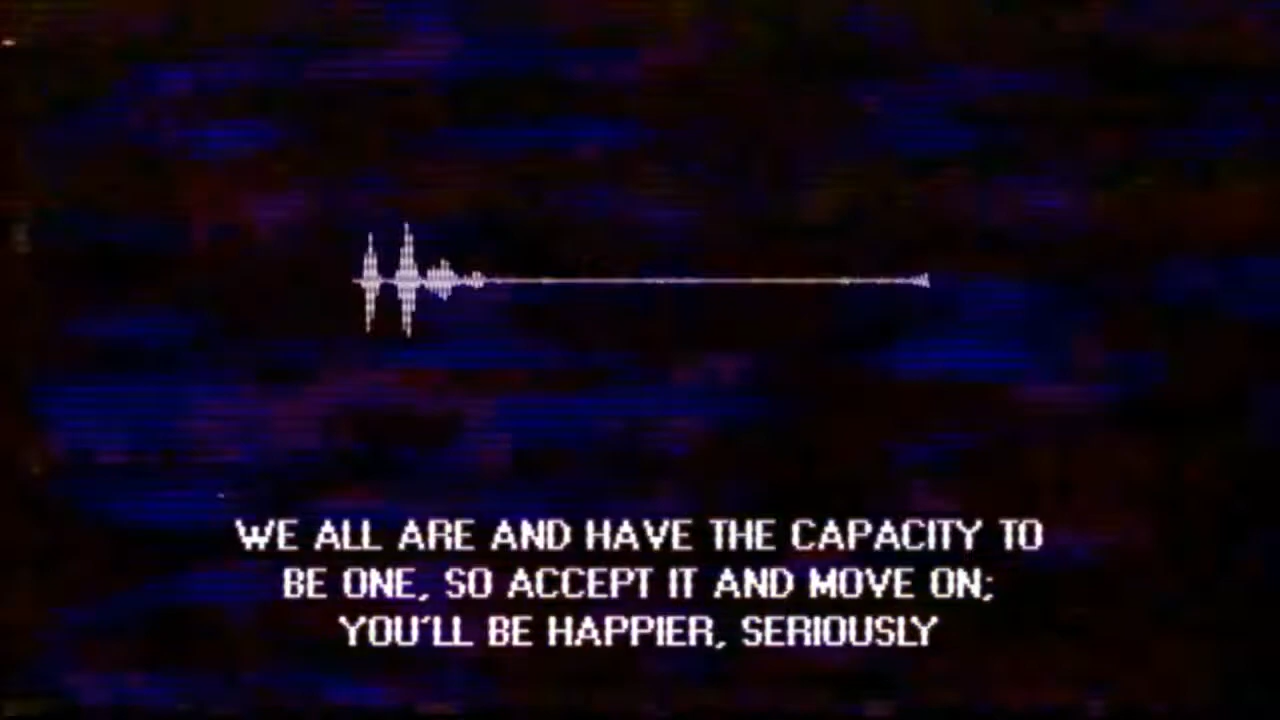 WE ALL ARE AND HAVE THE CAPACITY TO
BE ONE, SO ACCEPT IT AND MOVE ON;
YOU'LL BE HAPPIER, SERIOUSLY